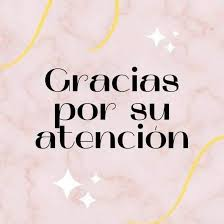 Gracias
por su
atención